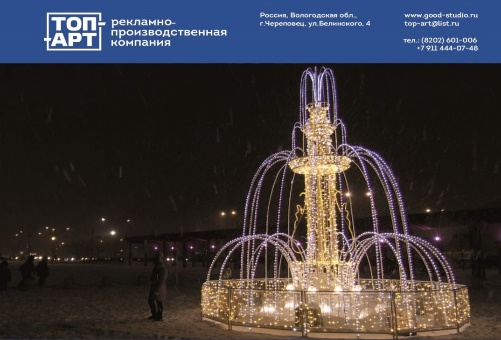 ТОП-
АРТ
рекламно-
производственная
компания
Россия, Вологодская обл.,
г.Череповец, ул.Белинского. 4
www.good-studio.ru
top-art@list.ru
тел.: (8202) 601-006
+7 911 444-07-48